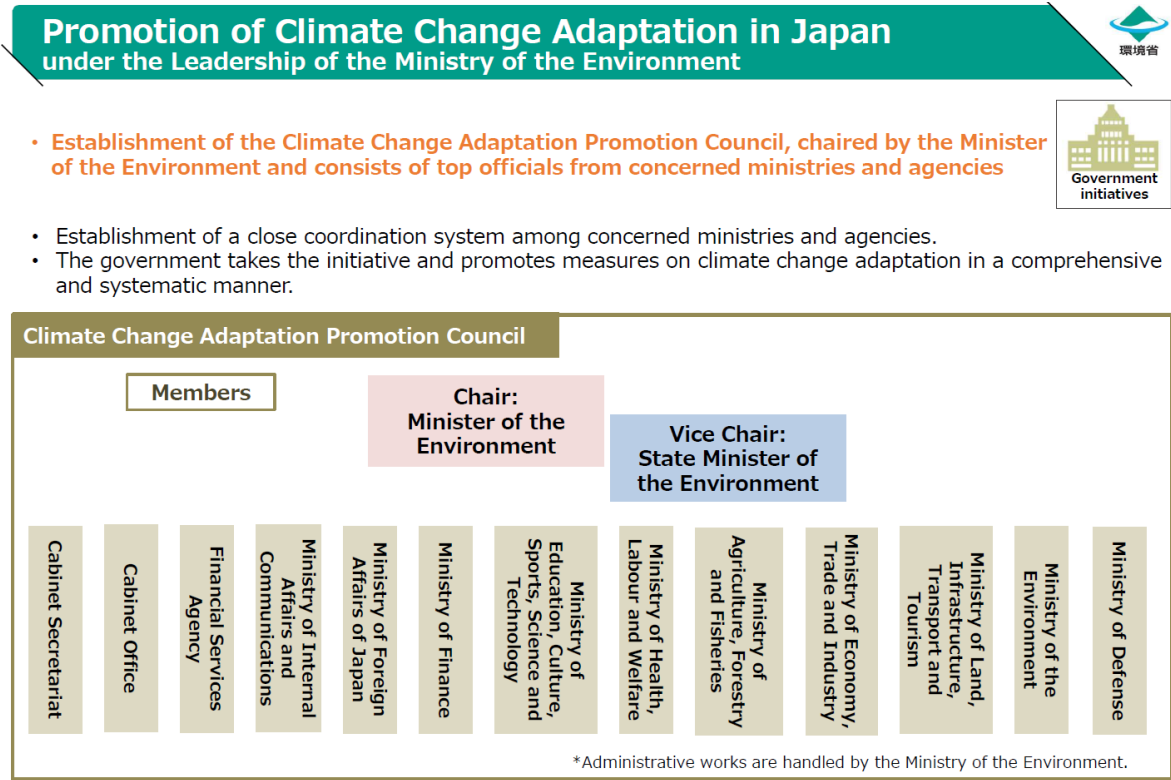 Promotion of Climate Change Adaptation in Japan
under the Leadership of the Ministry of the Environment
環境省
• Establishment of the Climate Change Adaptation Promotion Council, chaired by the Minister
of the Environment and consists of top officials from concerned ministries and agencies
Government
initiatives
• Establishment of a close coordination system among concerned ministries and agencies.
• The government takes the initiative and promotes measures on climate change adaptation in a comprehensive
and systematic manner.
Climate Change Adaptation Promotion Council
Members
Chair:
Minister of the
Environment
Vice Chair:
State Minister of
the Environment
Cabinet Secretariat
Cabinet Office
Financial Services
Agency
Ministry of Internal
Affairs and
Communications
Ministry of Foreign
Affairs of Japan
Ministry of Finance
Ministry of
Education, Culture,
Sports, Science and
Technology
Ministry of Health,
Labour and Welfare
Ministry of
Agriculture, Forestry
and Fisheries
Ministry of Economy,
Trade and Industry
Ministry of Land,
Infrastructure,
Transport and
Tourism
Ministry of the
Environment
Ministry of Defense
*Administrative works are handled by the Ministry of the Environment.